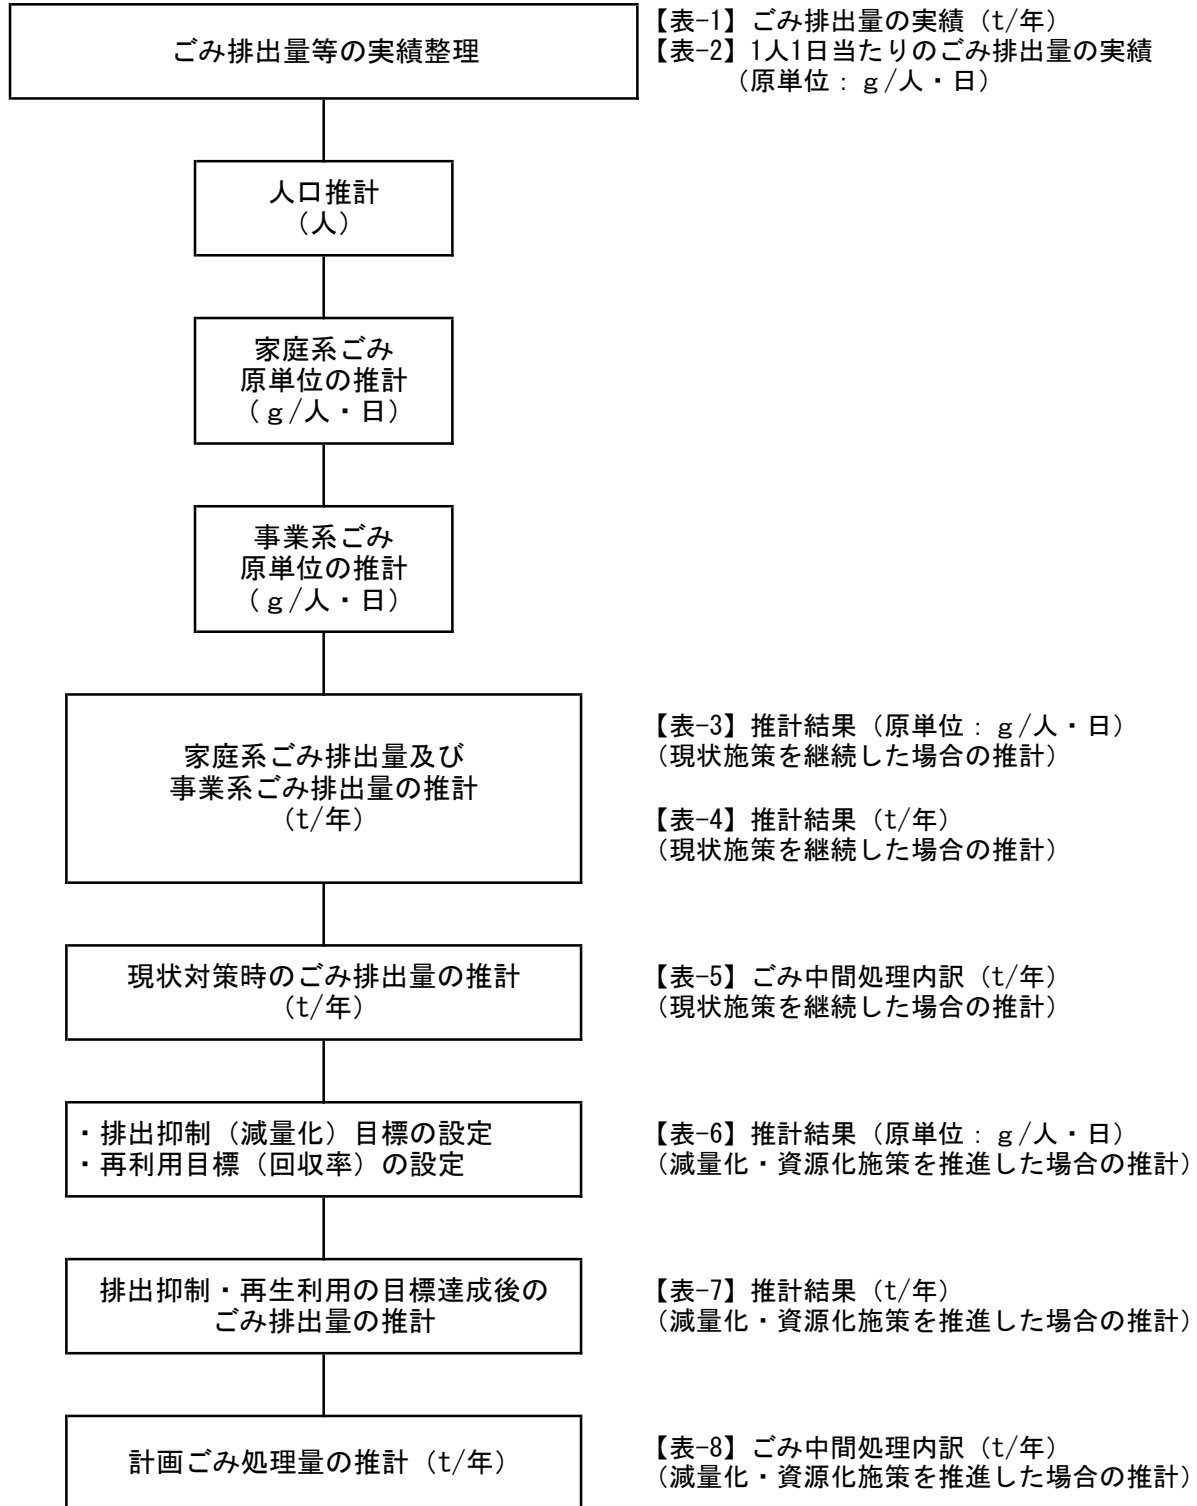 ごみ排出量等の実績整理
【表-1】ごみ排出量の実績（t/年）
【表-2】1人1日当たりのごみ排出量の実績
（原単位：ｇ/人・日）
人口推計
（人）
家庭系ごみ
原単位の推計
（ｇ/人・日）
事業系ごみ
原単位の推計
（ｇ/人・日）
家庭系ごみ排出量及び
事業系ごみ排出量の推計
（t/年）
【表-3】推計結果（原単位：ｇ/人・日）
（現状施策を継続した場合の推計）
【表-4】推計結果（t/年）
（現状施策を継続した場合の推計）
現状対策時のごみ排出量の推計
（t/年）
【表-5】ごみ中間処理内訳（t/年）
（現状施策を継続した場合の推計）
・排出抑制（減量化）目標の設定
・再利用目標（回収率）の設定
【表-6】推計結果（原単位：ｇ/人・日）
（減量化・資源化施策を推進した場合の推計）
排出抑制・再生利用の目標達成後の
ごみ排出量の推計
【表-7】推計結果（t/年）
（減量化・資源化施策を推進した場合の推計）
計画ごみ処理量の推計（t/年）
【表-8】ごみ中間処理内訳（t/年）
（減量化・資源化施策を推進した場合の推計）